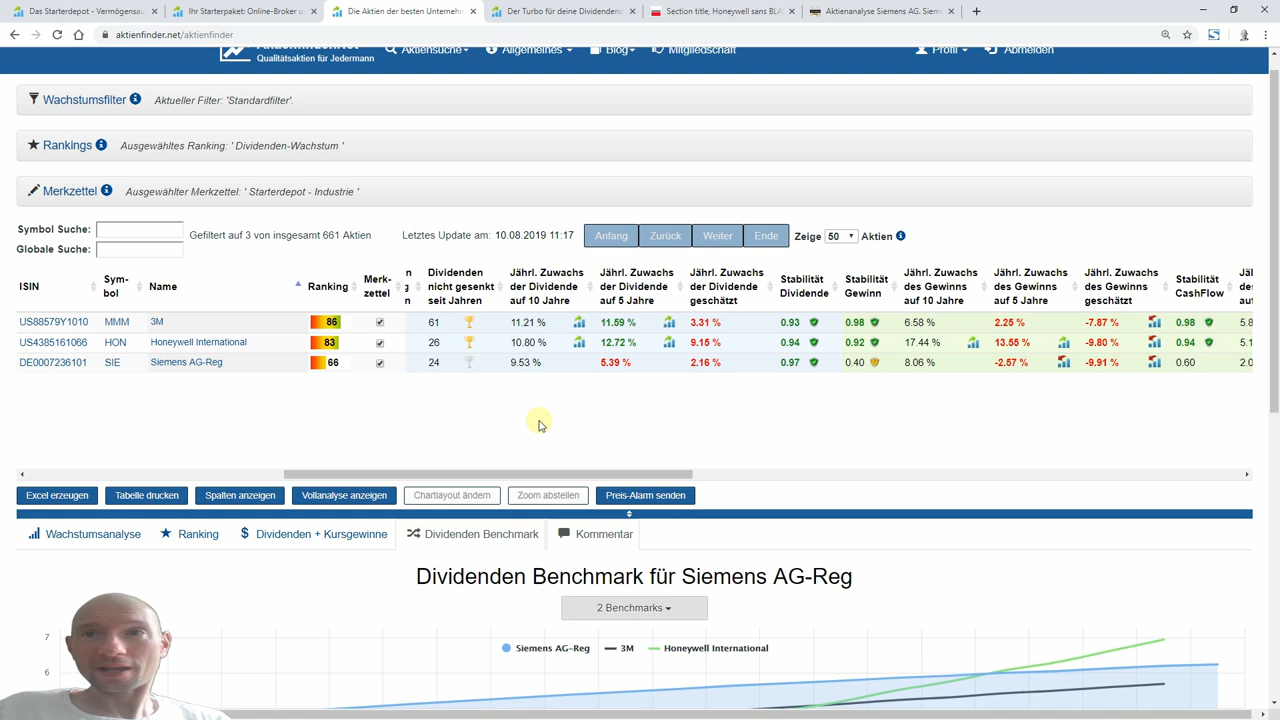 Das Starterdepot - Vermögensau
Ihr Starterpaket: Online-Broker u
Die Aktien der besten Unternehm
Der Turbo für deine Dividenden
Section title, Honeywell sans BLA
Aktienanalyse Siemens AG. Siem
aktienfinder.net/aktienfinder
Aktienfinder.Net
Qualitätsaktien für Jedermann
Aktiensuche
Allgemeines
Blog
Mitgliedschaft
Profil
Abmelden
Wachstumsfilter Aktueller Filter: 'Standardfilter'.
Rankings Ausgewähltes Ranking: ' Dividenden-Wachstum '
Merkzettel Ausgewählter Merkzettel: ' Starterdepot - Industrie '
Symbol Suche:
Globale Suche:
Gefiltert auf 3 von insgesamt 661 Aktien
Letztes Update am: 10.08.2019 11:17
Anfang Zurück Weiter Ende
Zeige 50 Aktien
ISIN
Sym-
bol
Name
Ranking
Merk-
zettel
n
g
n
Dividenden
nicht gesenkt
seit Jahren
Jährl. Zuwachs
der Dividende
auf 10 Jahre
Jährl. Zuwachs
der Dividende
auf 5 Jahre
Jährl. Zuwachs
der Dividende
geschätzt
Stabilität
Dividende
Stabilität
Gewinn
Jährl. Zuwachs
des Gewinns
auf 10 Jahre
Jährl. Zuwachs
des Gewinns
auf 5 Jahre
Jährl. Zuwachs
des Gewinns
geschätzt
Stabilität
CashFlow
US88579Y1010 MMM 3M 86 61 11.21 % 11.59 % 3.31 % 0.93 0.98 6.58 % 2.25 % -7.87 % 0.98 5.8
US4385161066 HON Honeywell International 83 26 10.80 % 12.72 % 9.15 % 0.94 0.92 17.44 % 13.55 % -9.80 % 0.94 5.1
DE0007236101 SIE Siemens AG-Reg 66 24 9.53 % 5.39 % 2.16 % 0.97 0.40 8.06 % -2.57 % -9.91 % 0.60 2.0
Excel erzeugen Tabelle drucken Spalten anzeigen Vollanalyse anzeigen Chartlayout ändern Zoom abstellen Preis-Alarm senden
Wachstumsanalyse Ranking Dividenden + Kursgewinne Dividenden Benchmark Kommentar
Dividenden Benchmark für Siemens AG-Reg
2 Benchmarks
Siemens AG-Reg 3M Honeywell International
7
6